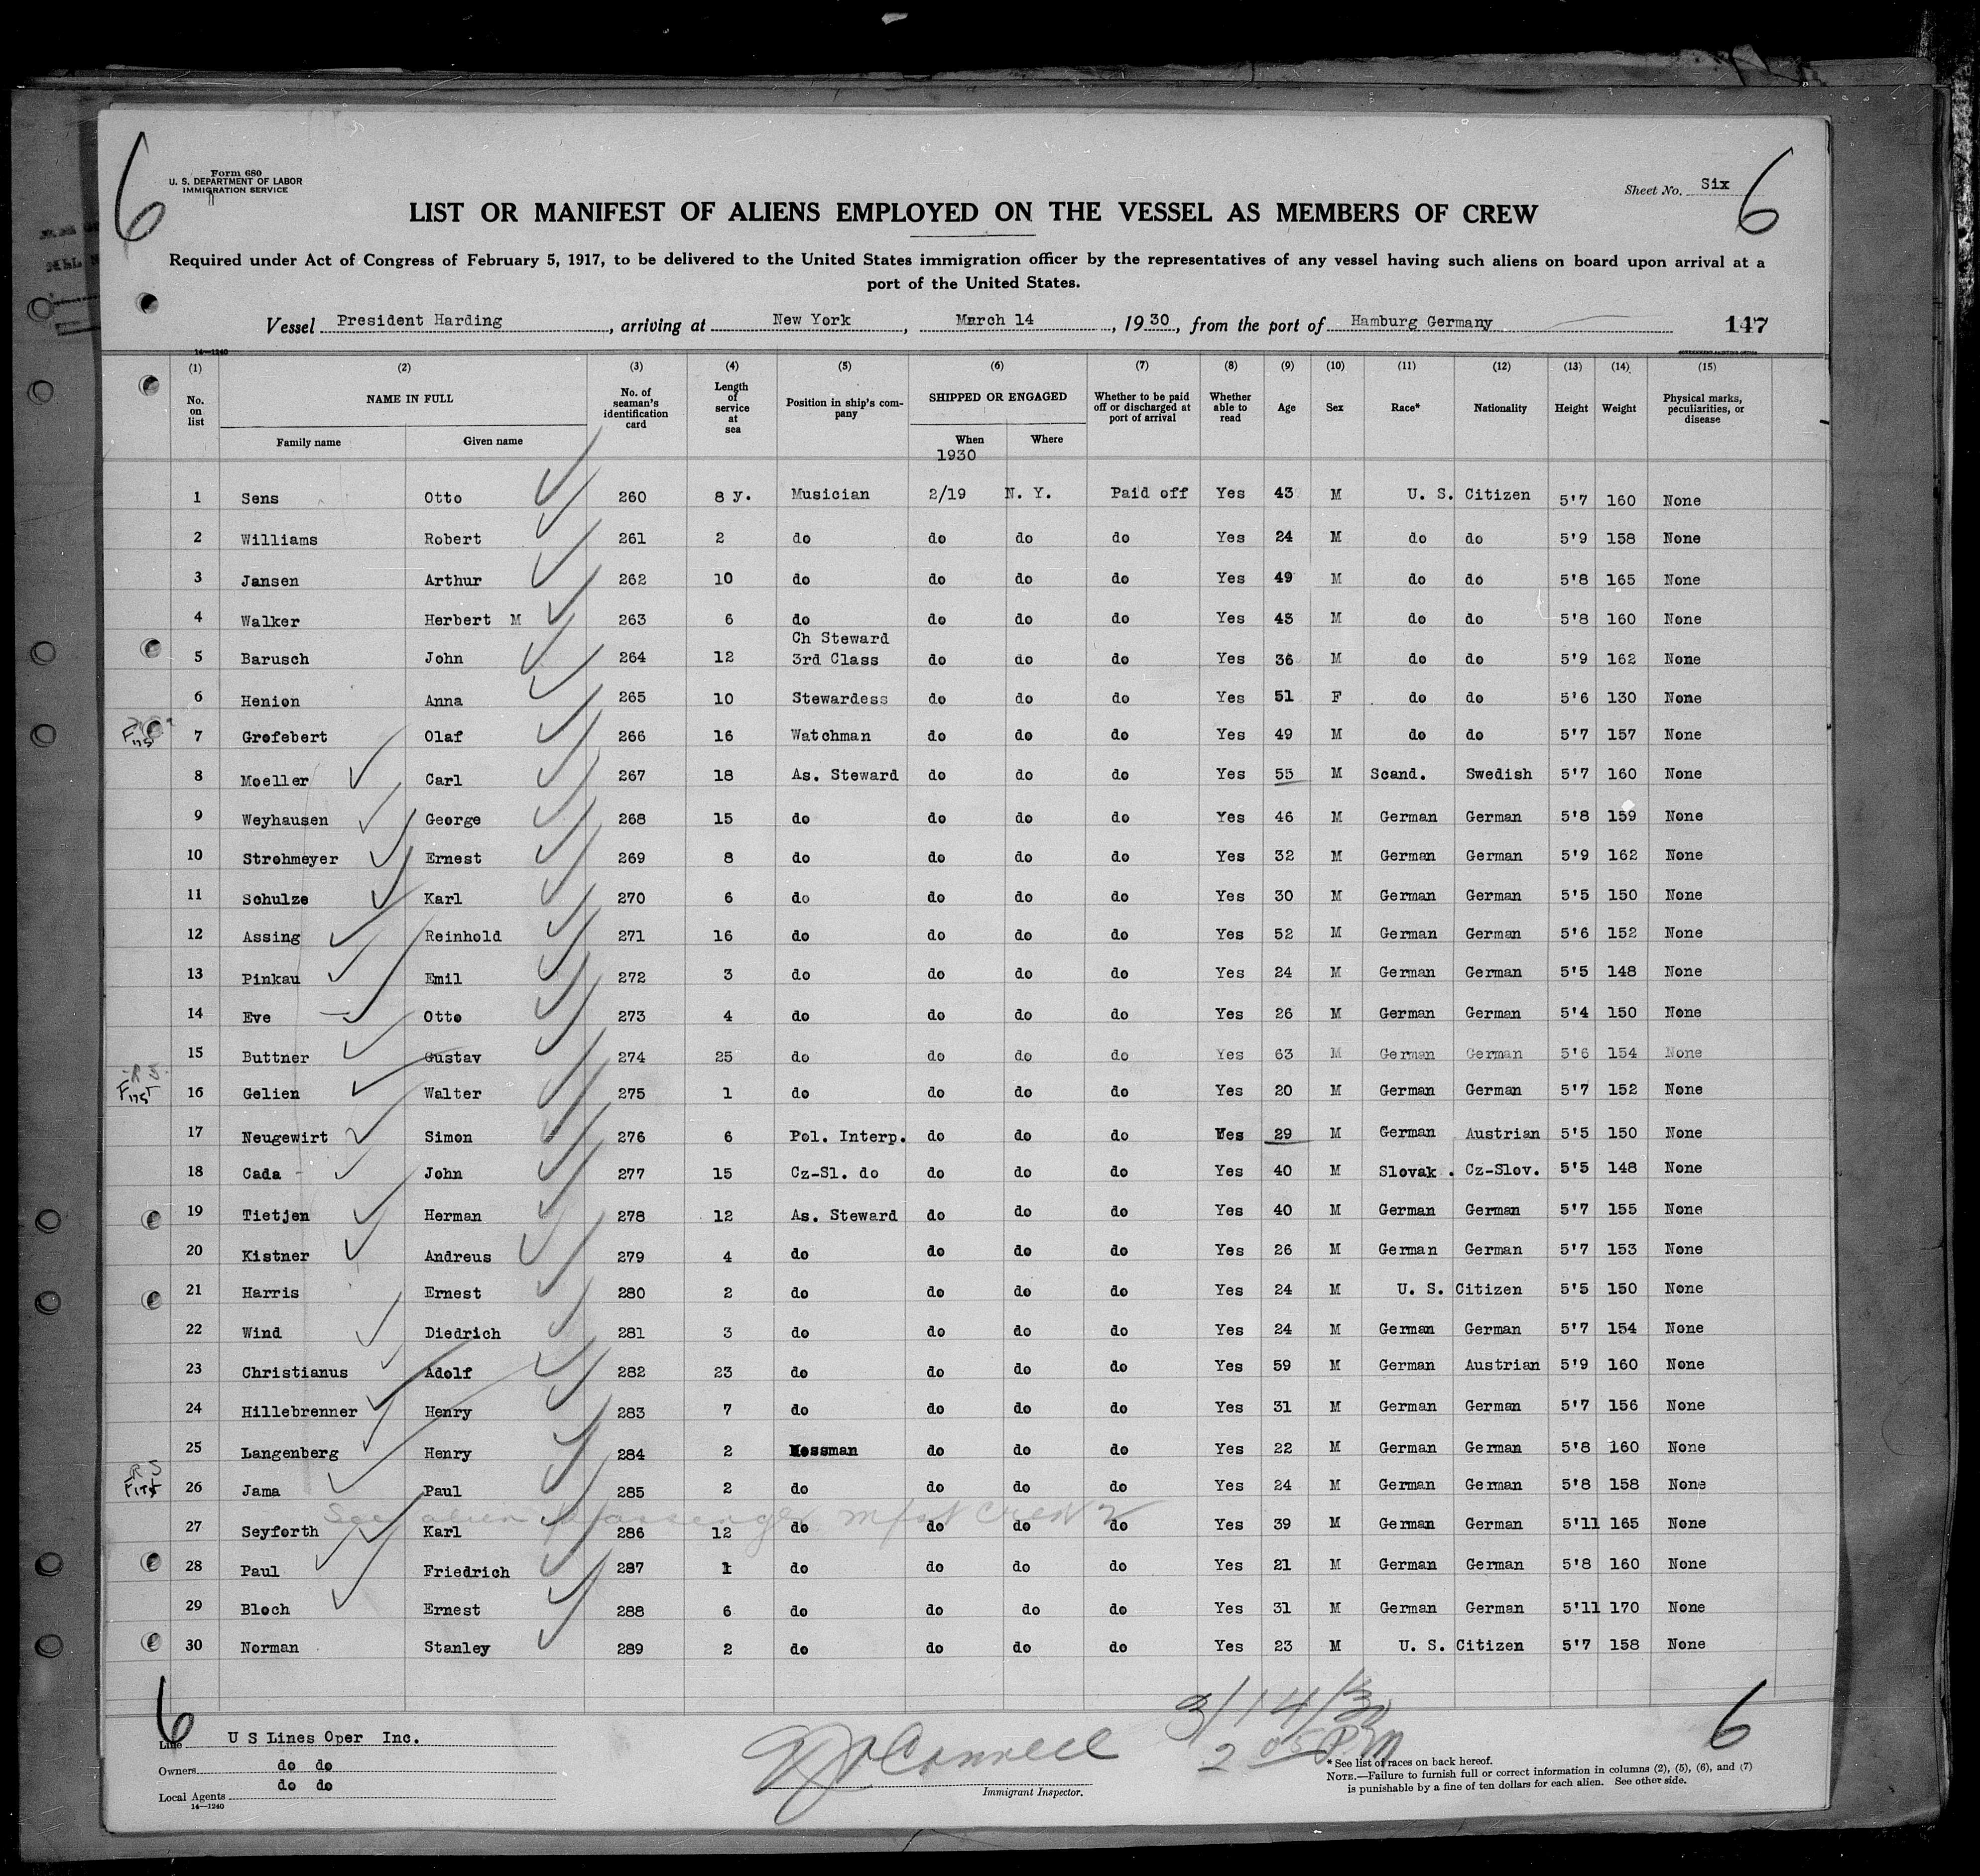 6
6
Form 680
U. S. DEPARTMENT OF LABOR
IMMIGRATION SERVICE
Sheet No. Six
LIST OR MANIFEST OF ALIENS EMPLOYED ON THE VESSEL AS MEMBERS OF CREW
Required under Act of Congress of February 5, 1917, to be delivered to the United States immigration officer by the representatives of any vessel having such aliens on board upon arrival at a
port of the United States.
Vessel President Harding, arriving at New York, March 14, 1930, from the port of Hamburg Germany 147
14—1240 GOVERNMENT PRINTING OFFICE
(1) (2) (3) (4) (5) (6) (7) (8) (9) (10) (11) (12) (13) (14) (15)
No. on list NAME IN FULL Family name Given name No. of seaman's identification card Length of service at sea Position in ship's company SHIPPED OR ENGAGED When Where Whether to be paid off or discharged at port of arrival Whether able to read Age Sex Race* Nationality Height Weight Physical marks, peculiarities, or disease
1930
1 Sens Otto 260 8 y. Musician 2/19 N. Y. Paid off Yes 43 M U. S. Citizen 5'7 160 None
2 Williams Robert 261 2 do do do do Yes 24 M do do 5'9 158 None
3 Jansen Arthur 262 10 do do do do Yes 49 M do do 5'8 165 None
4 Walker Herbert M 263 6 do do do do Yes 43 M do do 5'8 160 None
5 Barusch John 264 12 Ch Steward 3rd Class do do do Yes 36 M do do 5'9 162 None
6 Henion Anna 265 10 Stewardess do do do Yes 51 F do do 5'6 130 None
First 7 Grefebert Olaf 266 16 Watchman do do do Yes 49 M do do 5'7 157 None
8 Moeller Carl 267 18 As. Steward do do do Yes 55 M Scand. Swedish 5'7 160 None
9 Weyhausen George 268 15 do do do do Yes 46 M German German 5'8 159 None
10 Strohmeyer Ernest 269 8 do do do do Yes 32 M German German 5'9 162 None
11 Schulze Karl 270 6 do do do do Yes 30 M German German 5'5 150 None
12 Assing Reinhold 271 16 do do do do Yes 52 M German German 5'6 152 None
13 Pinkau Emil 272 3 do do do do Yes 24 M German German 5'5 148 None
14 Eve Otto 273 4 do do do do Yes 26 M German German 5'4 150 None
15 Buttner Gustav 274 25 do do do do Yes 63 M German German 5'6 154 None
First 16 Gelien Walter 275 1 do do do do Yes 20 M German German 5'7 152 None
17 Neugewirt Simon 276 6 Pol. Interp. do do do Yes 29 M German Austrian 5'5 150 None
18 Cada John 277 15 Cz-Sl. do do do do Yes 40 M Slovak . Cz-Slov. 5'5 148 None
19 Tietjen Herman 278 12 As. Steward do do do Yes 40 M German German 5'7 155 None
20 Kistner Andreus 279 4 do do do do Yes 26 M German German 5'7 153 None
21 Harris Ernest 280 2 do do do do Yes 24 M U. S. Citizen 5'5 150 None
22 Wind Diedrich 281 3 do do do do Yes 24 M German German 5'7 154 None
23 Christianus Adolf 282 23 do do do do Yes 59 M German Austrian 5'9 160 None
24 Hillebrenner Henry 283 7 do do do do Yes 31 M German German 5'7 156 None
25 Langenberg Henry 284 2 Messman do do do Yes 22 M German German 5'8 160 None
RS First 26 Jama Paul 285 2 do do do do Yes 24 M German German 5'8 158 None
See alien passenger
27 Seyforth Karl 286 12 do do do do Yes 39 M German German 5'11 165 None
28 Paul Friedrich 287 1 do do do do Yes 21 M German German 5'8 160 None
29 Bloch Ernest 288 6 do do do do Yes 31 M German German 5'11 170 None
30 Norman Stanley 289 2 do do do do Yes 23 M U. S. Citizen 5'7 158 None
6
6
3/14/30
2 05 PM
Line U S Lines Oper Inc.
Owners do do
Local Agents do do
14—1240
Immigrant Inspector.
* See list of races on back hereof.
NOTE.—Failure to furnish full or correct information in columns (2), (5), (6), and (7)
is punishable by a fine of ten dollars for each alien. See other side.